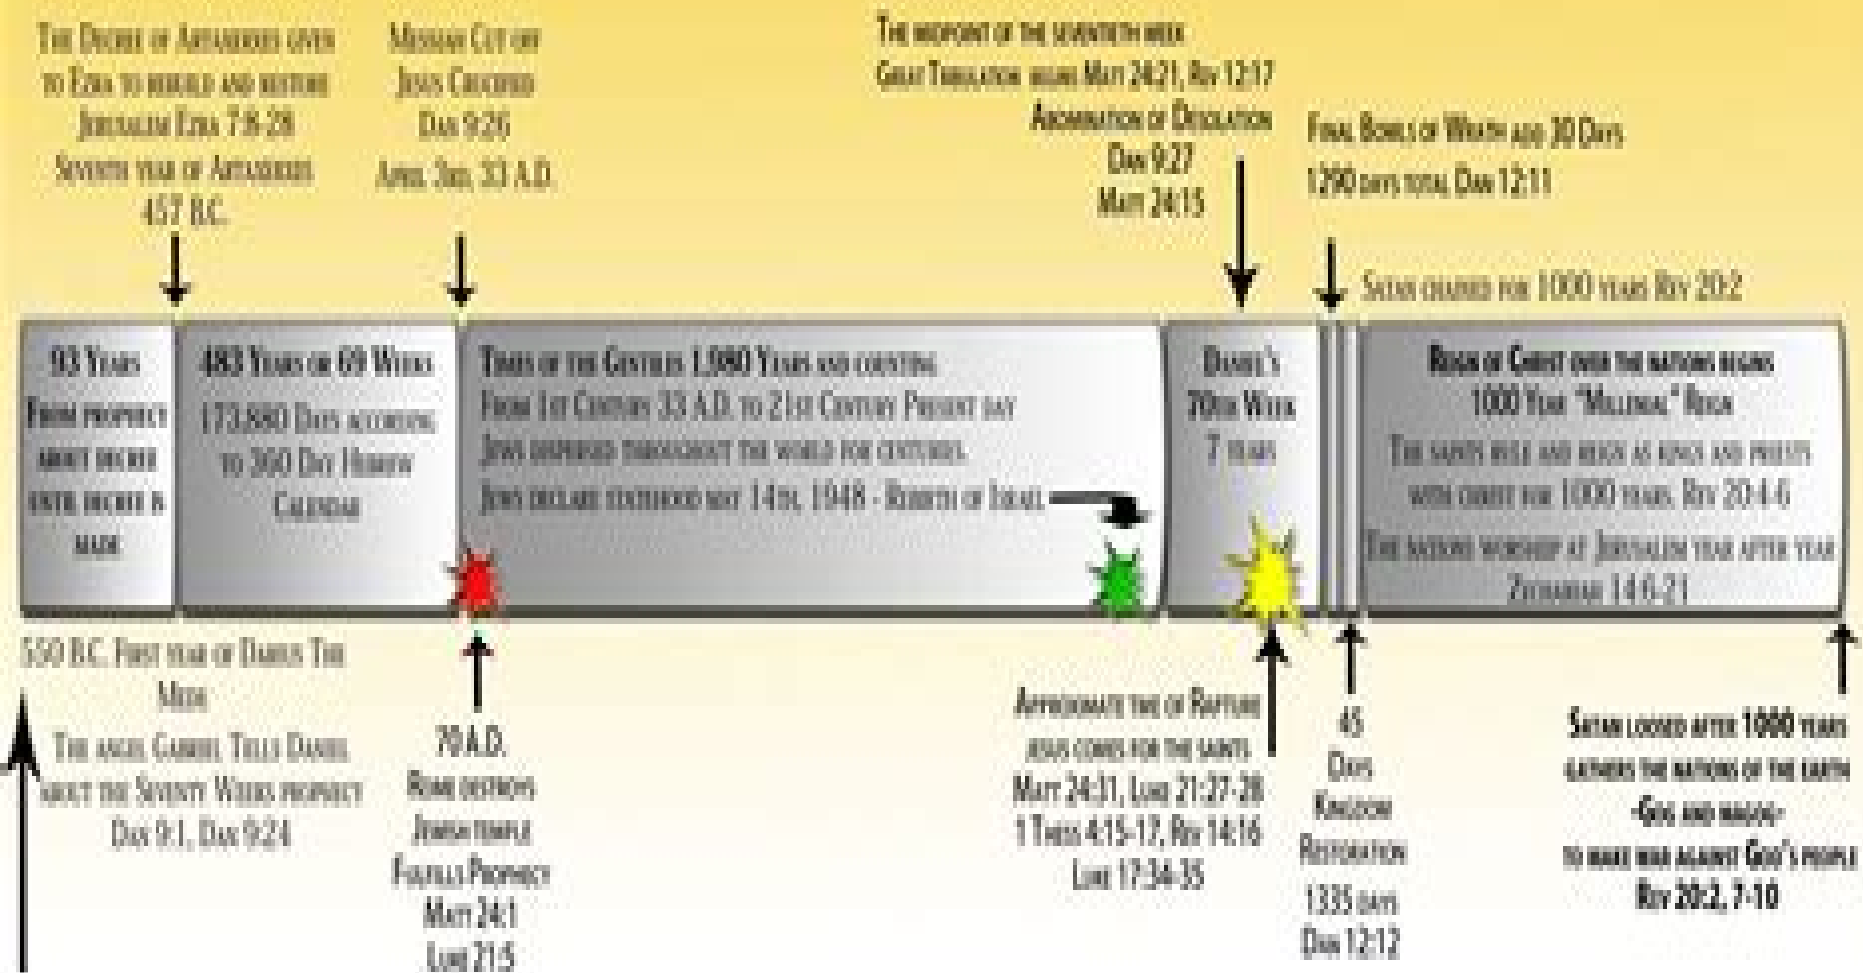 The Decree of Artaxerxes given
to Ezra to rebuild and restore
Jerusalem Ezra 7:8-28
Seventh year of Artaxerxes
457 B.C.
Messiah Cut off
Jesus Crucified
Dan 9:26
April 3rd, 33 A.D.
The midpoint of the seventieth week
Great Tribulation begins Matt 24:21, Rev 12:17
Abomination of Desolation
Dan 9:27
Matt 24:15
Final Bowls of Wrath add 30 Days
1290 days total Dan 12:11
Satan chained for 1000 years Rev 20:2
93 Years
From prophecy
about decree
until decree is
made
483 Years or 69 Weeks
173,880 Days according
to 360 Day Hebrew
Calendar
Times of the Gentiles 1,980 Years and counting
From 1st Century 33 A.D. to 21st Century Present day
Jews dispersed throughout the world for centuries.
Jews declare statehood may 14th, 1948 - Rebirth of Israel
Daniel's
70th Week
7 years
Reign of Christ over the nations begins
1000 Year "Millenial" Reign
The saints rule and reign as kings and priests
with christ for 1000 years. Rev 20:4-6
The nations worship at Jerusalem year after year
Zechariah 14:6-21
550 B.C. First year of Darius The
Mede
The angel Gabriel Tells Daniel
about the Seventy Weeks prophecy
Dan 9:1, Dan 9:24
70 A.D.
Rome destroys
Jewish temple
Fulfills Prophecy
Matt 24:1
Luke 21:5
Approximate time of Rapture
jesus comes for the saints
Matt 24:31, Luke 21:27-28
1 Thess 4:15-17, Rev 14:16
Luke 17:34-35
45
Days
Kingdom
Restoration
1335 days
Dan 12:12
Satan loosed after 1000 years
gathers the nations of the earth
-Gog and magog-
to make war against God's people
Rev 20:2, 7-10